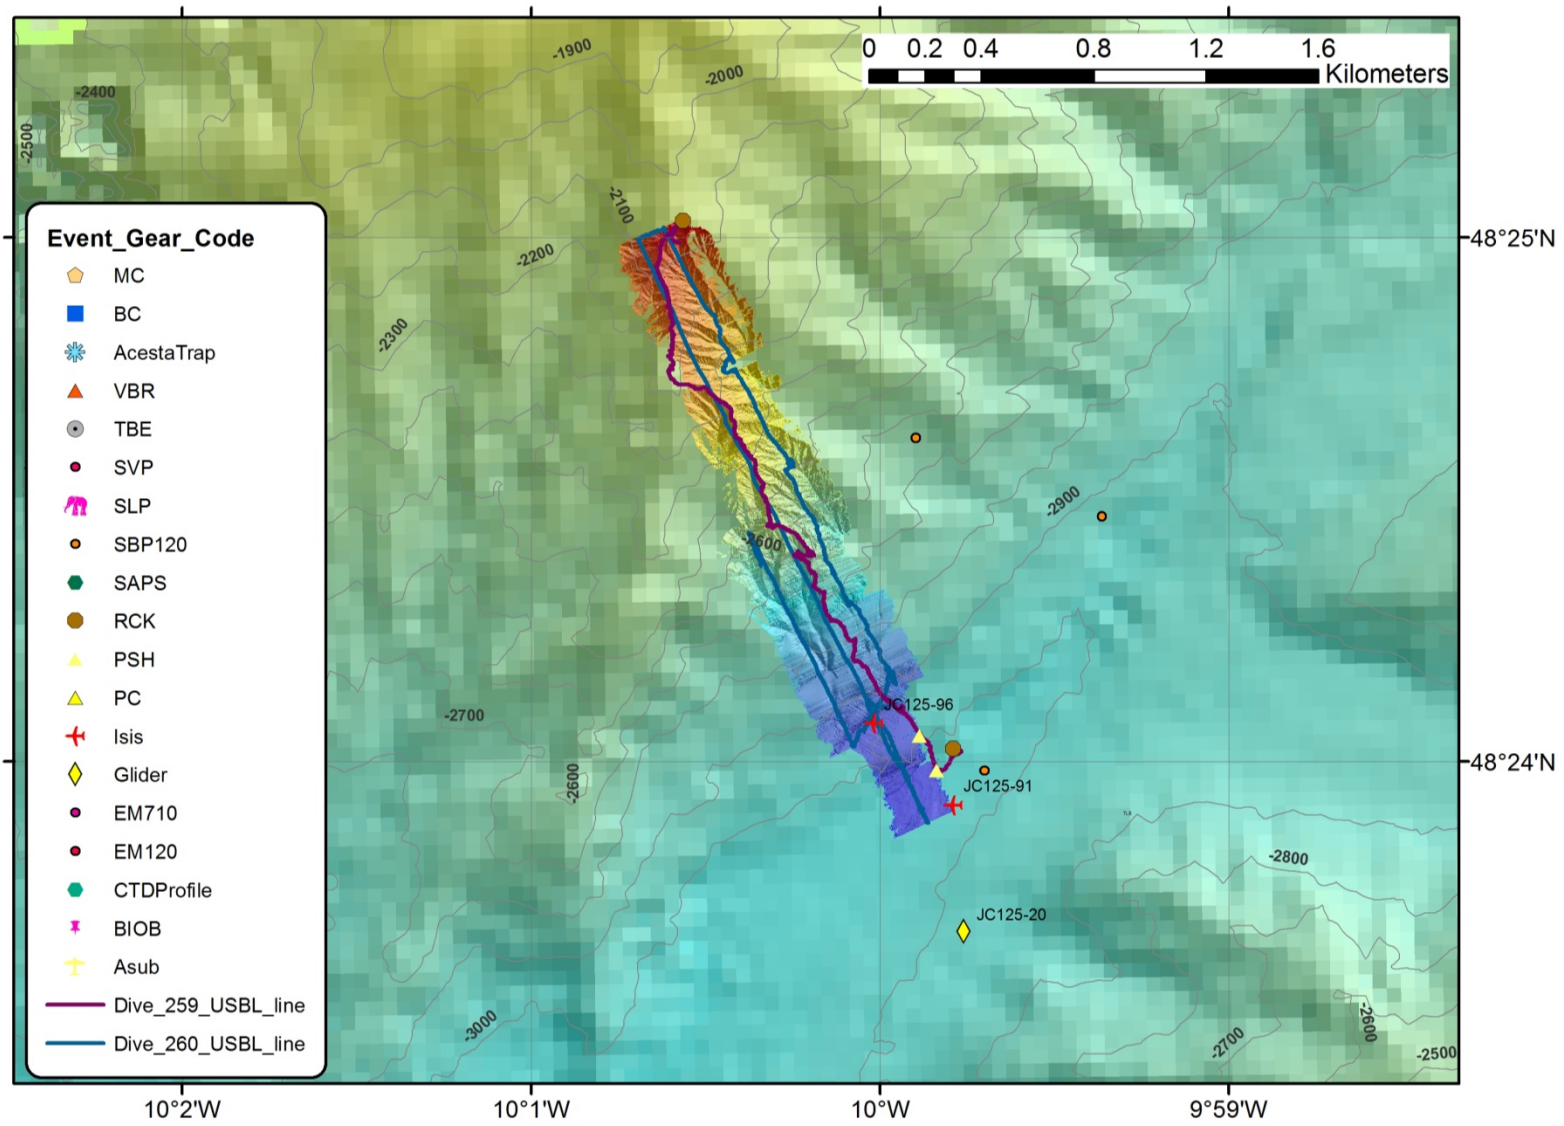 0 0.2 0.4 0.8 1.2 1.6
Kilometers
-1900
-2000
-2400
-2500
-2100
-2200
-2300
48°25'N
Event_Gear_Code
MC
BC
AcestaTrap
VBR
TBE
SVP
SLP
SBP120
SAPS
RCK
PSH
PC
Isis
Glider
EM710
EM120
CTDProfile
BIOB
Asub
Dive_259_USBL_line
Dive_260_USBL_line
-2900
-2600
JC125-96
-2700
48°24'N
-2600
JC125-91
-2800
JC125-20
-3000
-2600
-2700
-2500
10°2'W 10°1'W 10°W 9°59'W